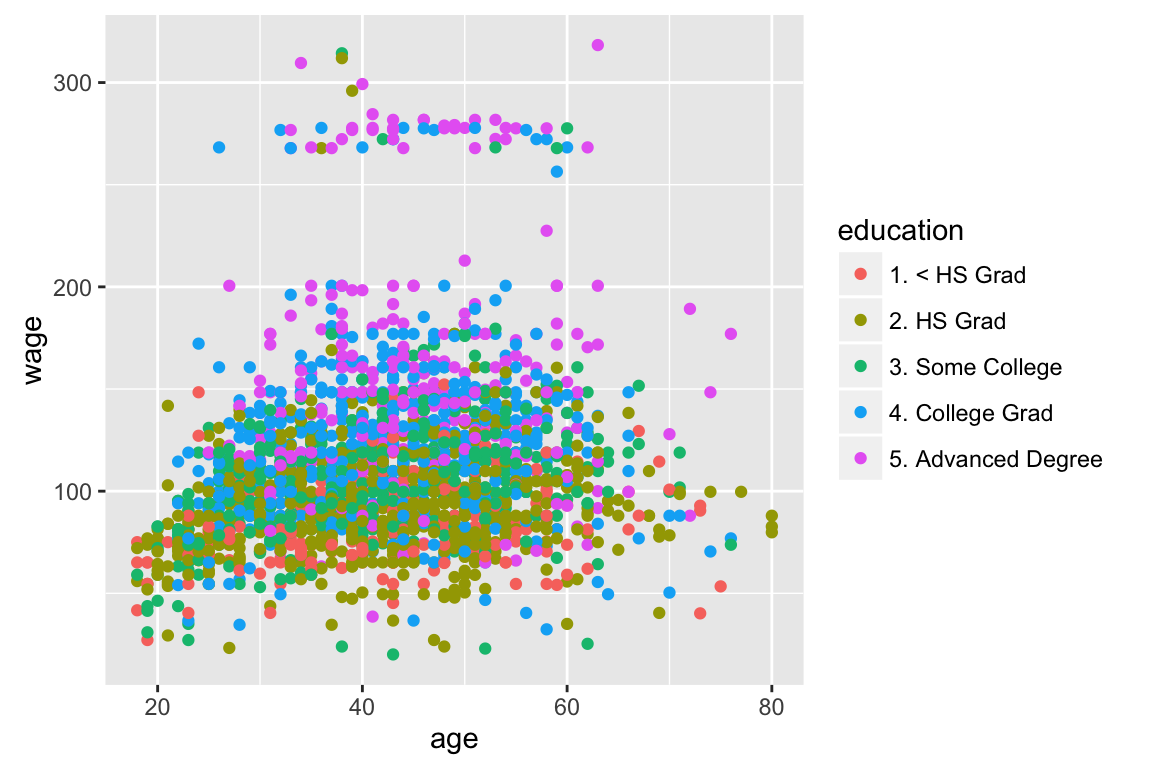 300
200
100
wage
20 40 60 80
age
education
1. < HS Grad
2. HS Grad
3. Some College
4. College Grad
5. Advanced Degree